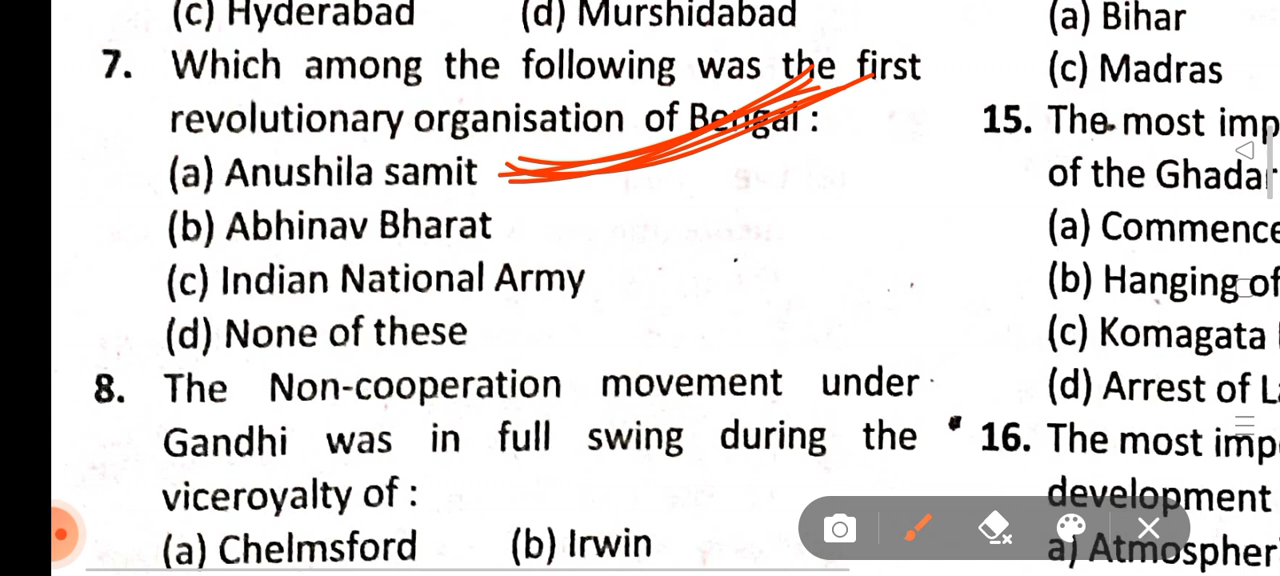 (c) Hyderabad (d) Murshidabad
7. Which among the following was the first
revolutionary organisation of Bengal :
(a) Anushila samit
(b) Abhinav Bharat
(c) Indian National Army
(d) None of these
8. The Non-cooperation movement under
Gandhi was in full swing during the
viceroyalty of :
(a) Chelmsford (b) Irwin
(a) Bihar
(c) Madras
15. The most imp
of the Ghadar
(a) Commence
(b) Hanging of
(c) Komagata
(d) Arrest of L
16. The most imp
development
a) Atmospher